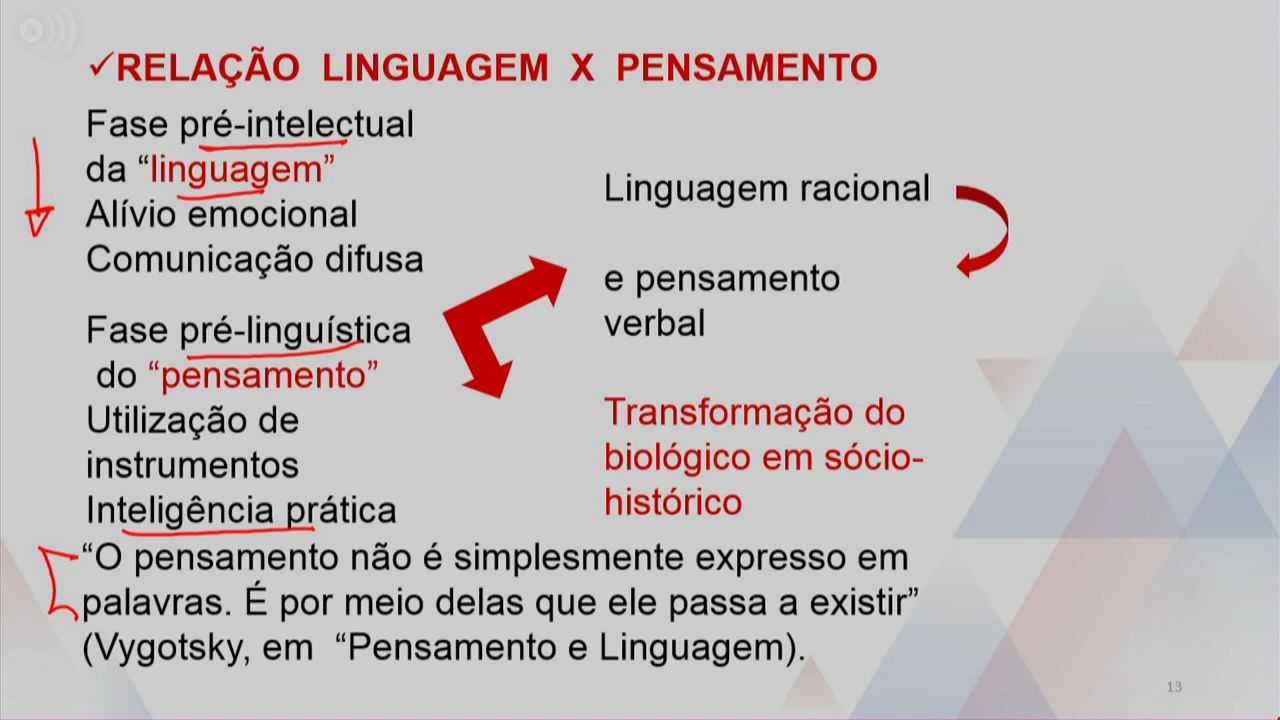 ✓RELAÇÃO LINGUAGEM X PENSAMENTO
Fase pré-intelectual
da “linguagem”
Alívio emocional
Comunicação difusa
Fase pré-linguística
do “pensamento”
Utilização de
instrumentos
Inteligência prática
Linguagem racional
e pensamento
verbal
Transformação do
biológico em sócio-
histórico
“O pensamento não é simplesmente expresso em
palavras. É por meio delas que ele passa a existir”
(Vygotsky, em “Pensamento e Linguagem).
13